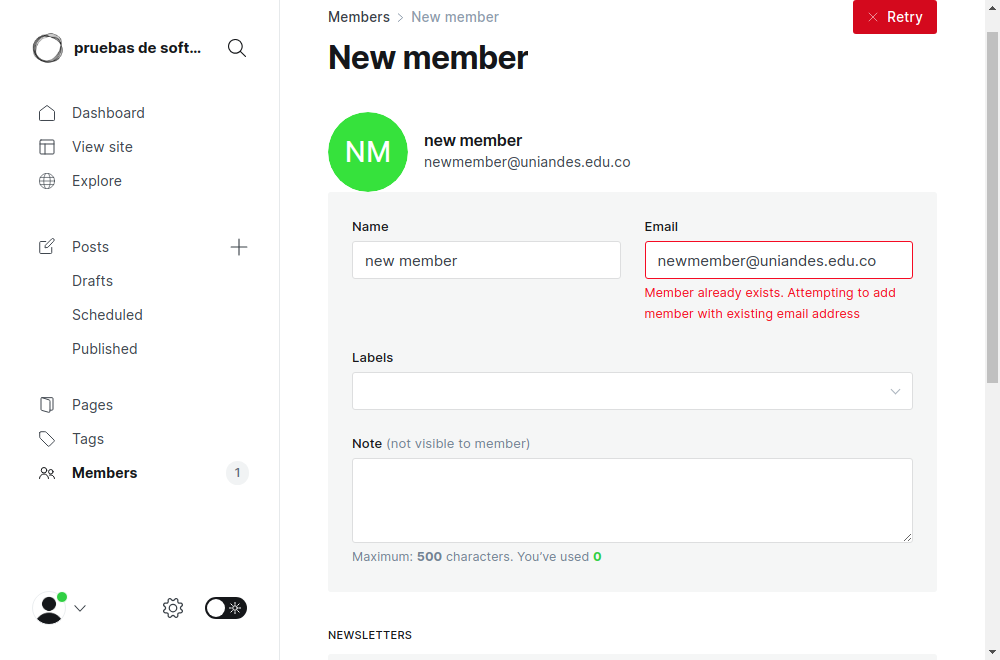 pruebas de soft...
Dashboard
View site
Explore
Posts
Drafts
Scheduled
Published
Pages
Tags
Members 1
Members > New member
Retry
New member
NM
new member
newmember@uniandes.edu.co
Name
new member
Email
newmember@uniandes.edu.co
Member already exists. Attempting to add
member with existing email address
Labels
Note (not visible to member)
Maximum: 500 characters. You've used 0
NEWSLETTERS